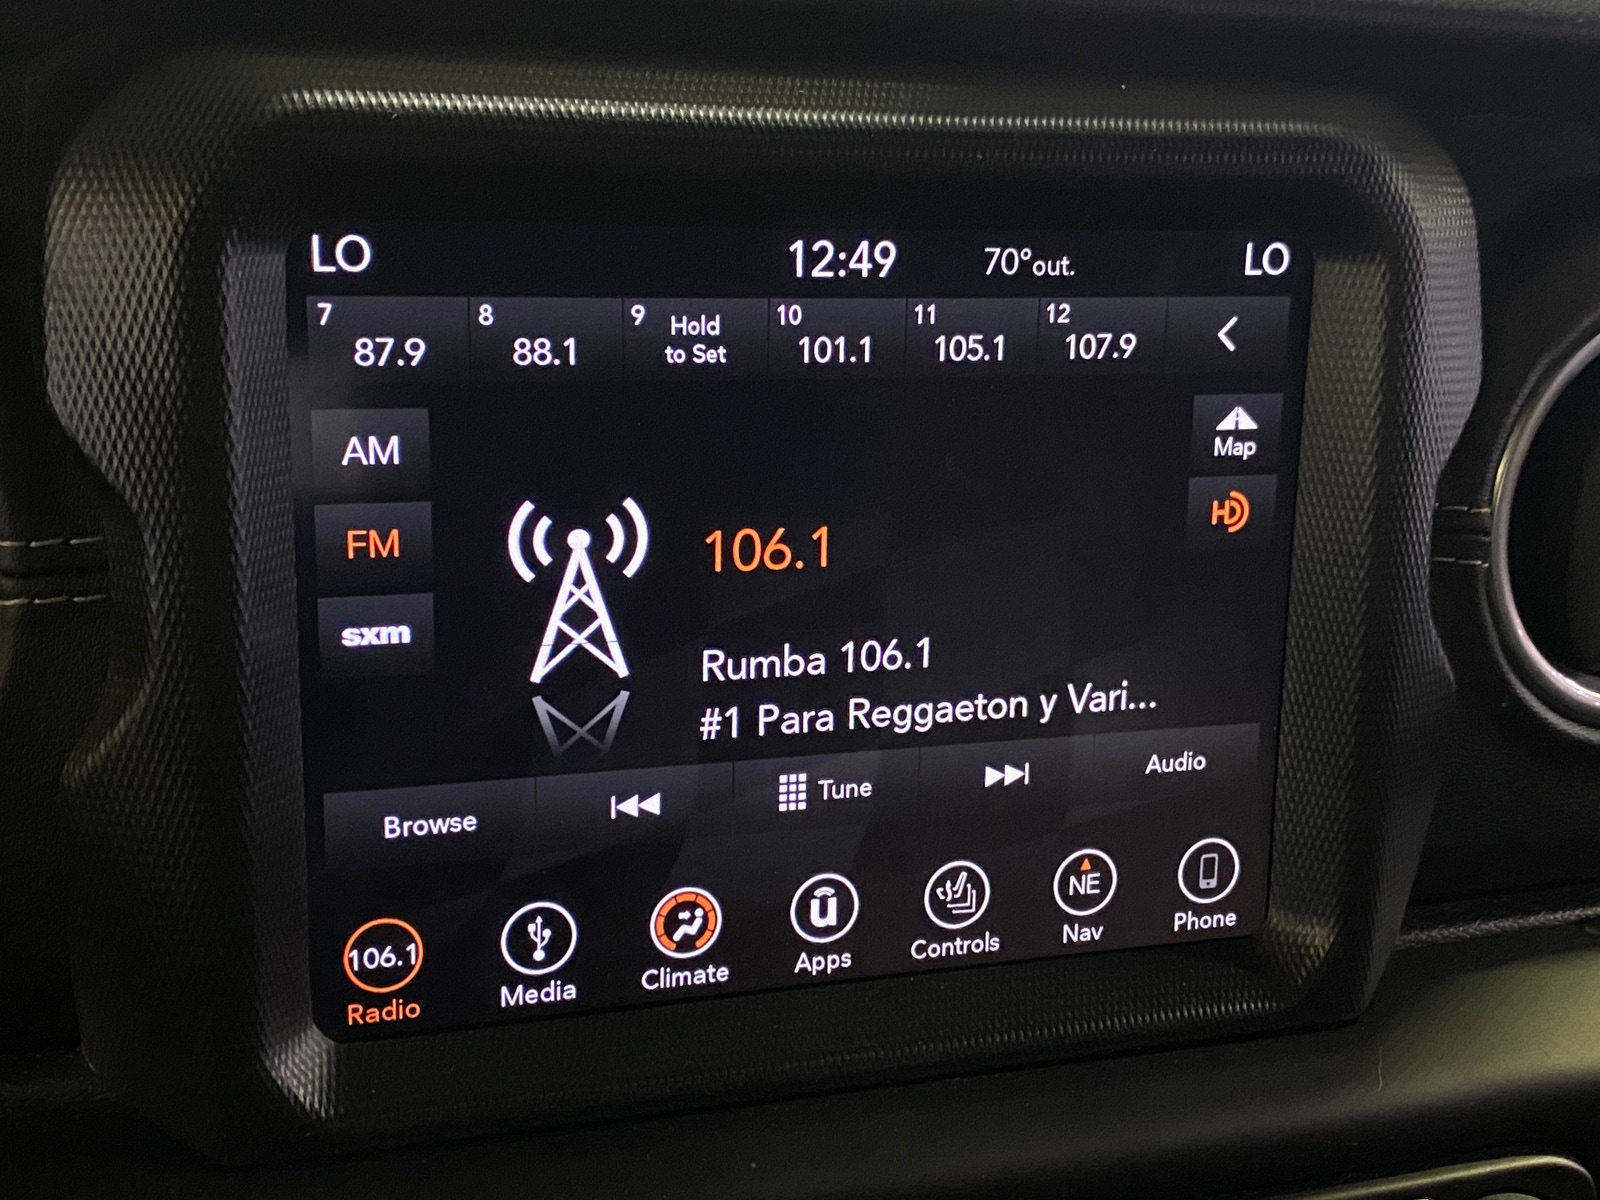 LO 12:49 70°out. LO
7 8 9 10 11 12
87.9 88.1 Hold to Set 101.1 105.1 107.9
AM
Map
FM
HD
106.1
sxm
Rumba 106.1
#1 Para Reggaeton y Vari...
Browse Tune Audio
106.1 u NE
Radio Media Climate Apps Controls Nav Phone